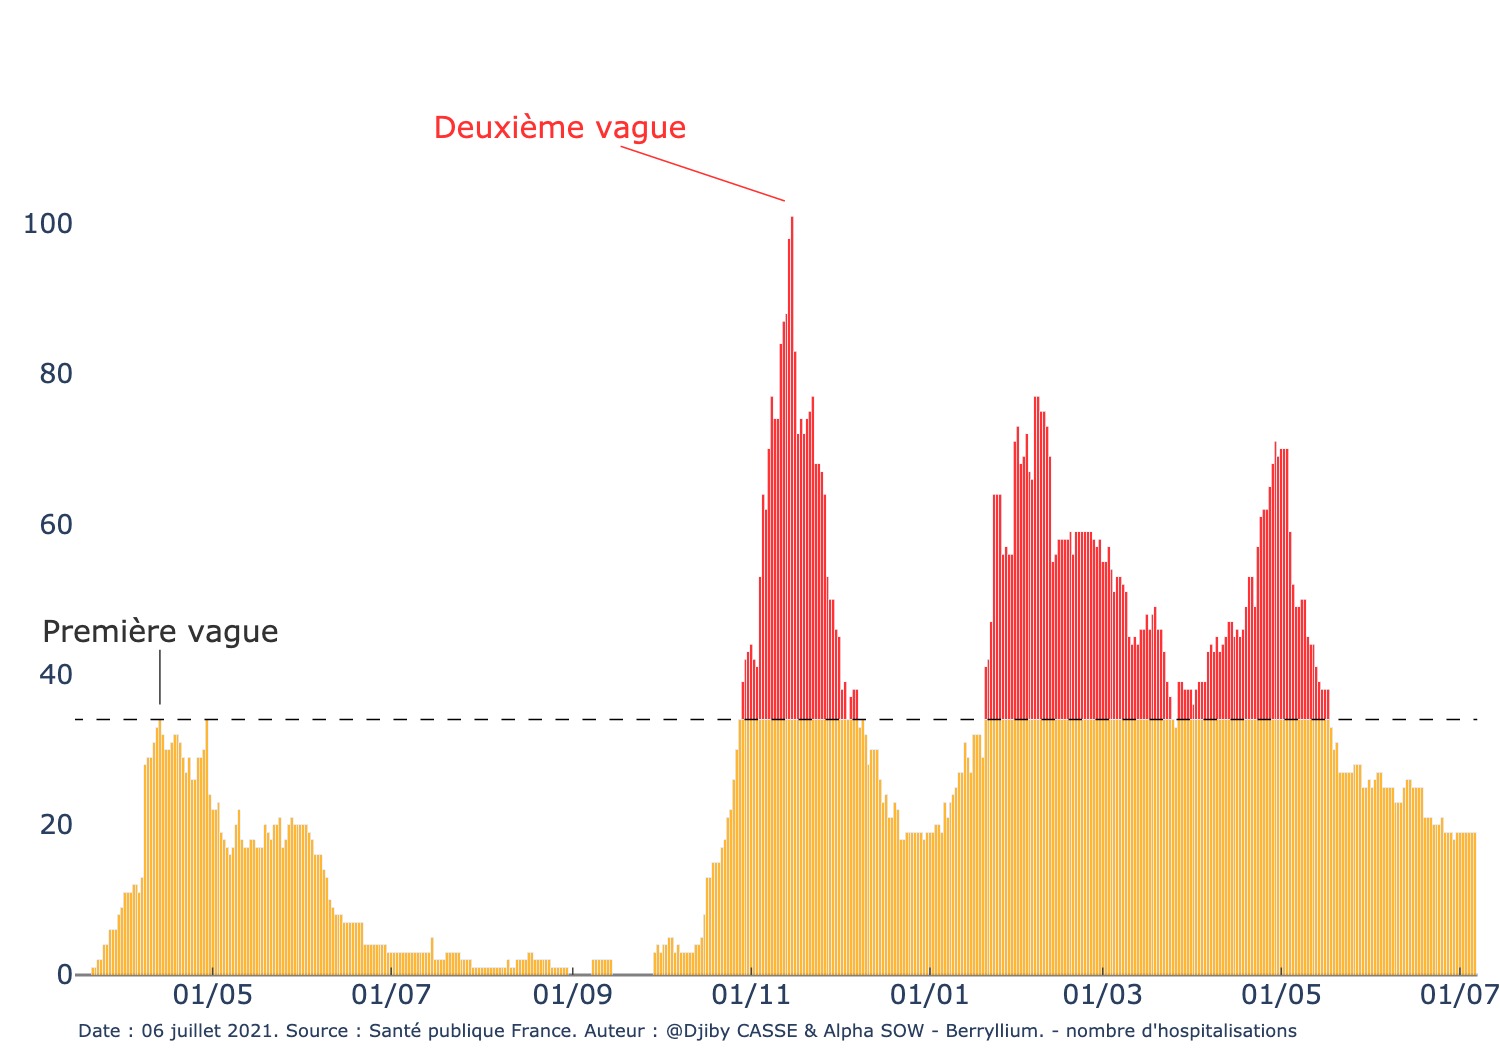 Deuxième vague
100
80
60
Première vague
40
20
0
01/05 01/07 01/09 01/11 01/01 01/03 01/05 01/07
Date : 06 juillet 2021. Source : Santé publique France. Auteur : @Djiby CASSE & Alpha SOW - Berryllium. - nombre d'hospitalisations